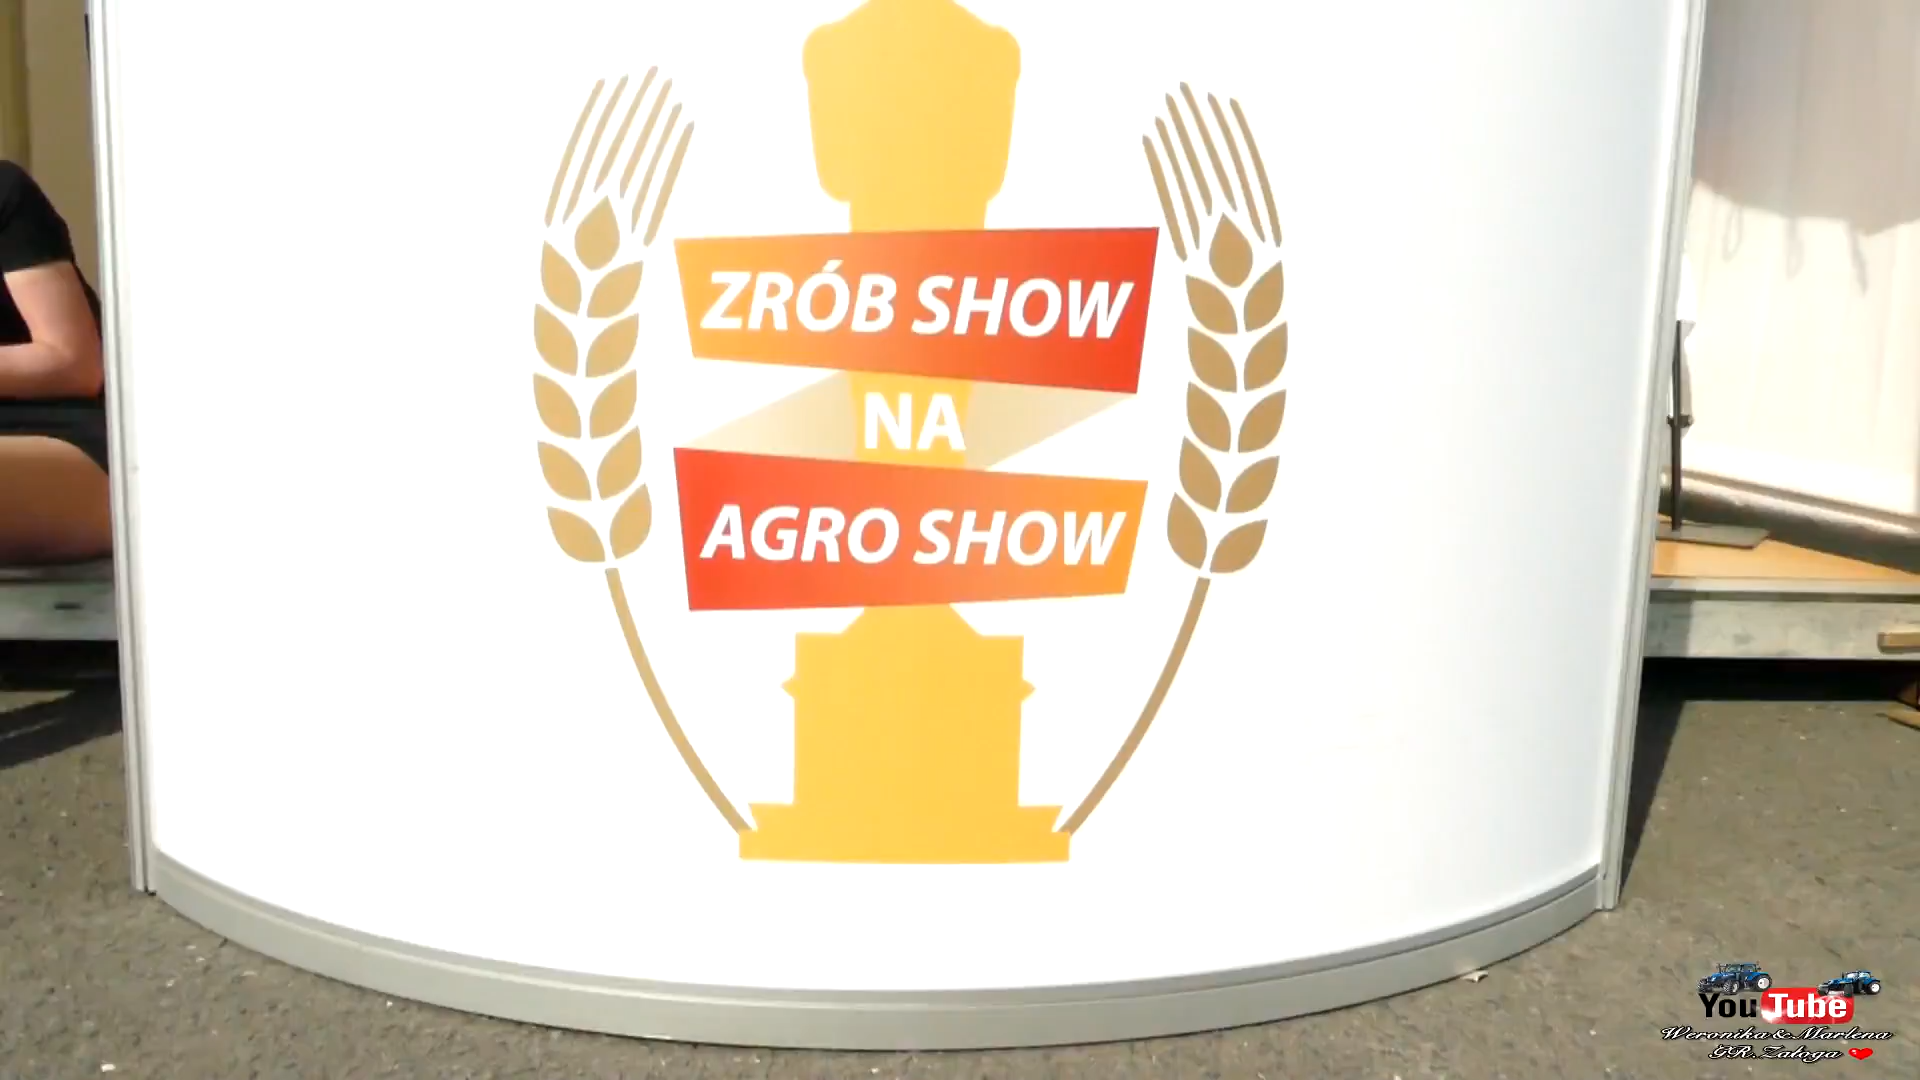 ZRÓB SHOW
NA
AGRO SHOW
YouTube
Weronika & Marlena
GR.Załoga